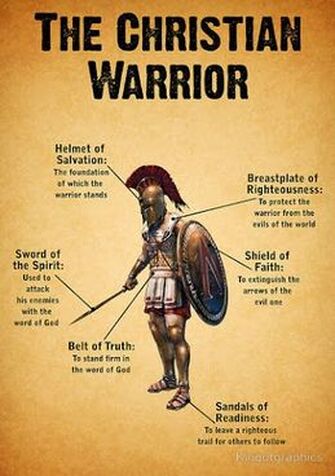 THE CHRISTIAN
WARRIOR
Helmet of
Salvation:
The foundation
of which the
warrior stands
Breastplate of
Righteousness:
To protect the
warrior from the
evils of the world
Sword of
the Spirit:
Used to
attack
his enemies
with the
word of God
Shield of
Faith:
To extinguish the
arrows of the
evil one
Belt of Truth:
To stand firm in
the word of God
Sandals of
Readiness:
To leave a righteous
trail for others to follow